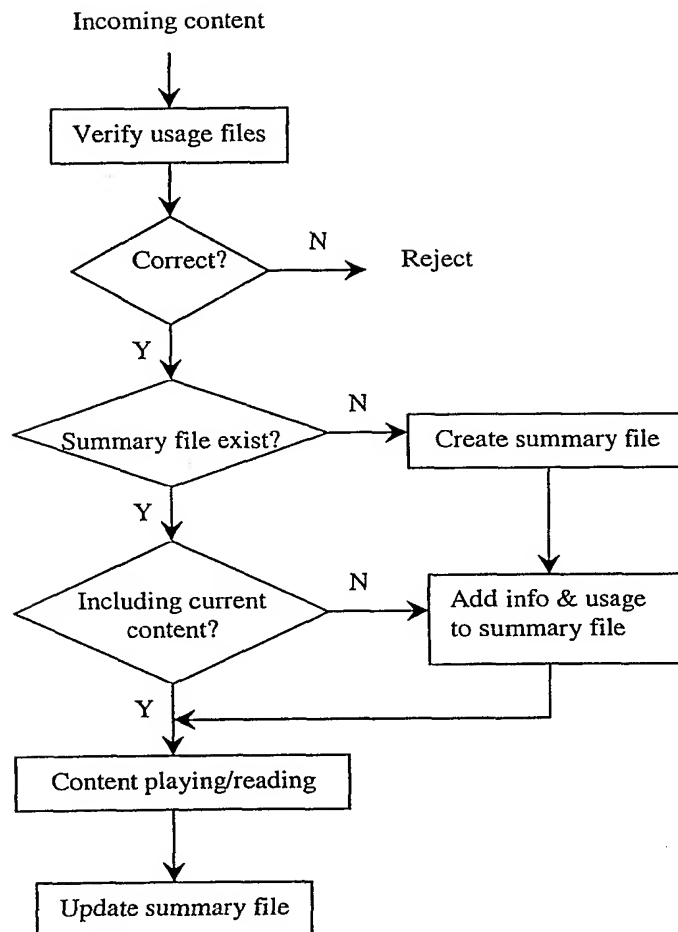 Incoming content
Verify usage files
Correct?
N
Reject
Y
Summary file exist?
N
Create summary file
Y
Including current
content?
N
Add info & usage
to summary file
Y
Content playing/reading
Update summary file